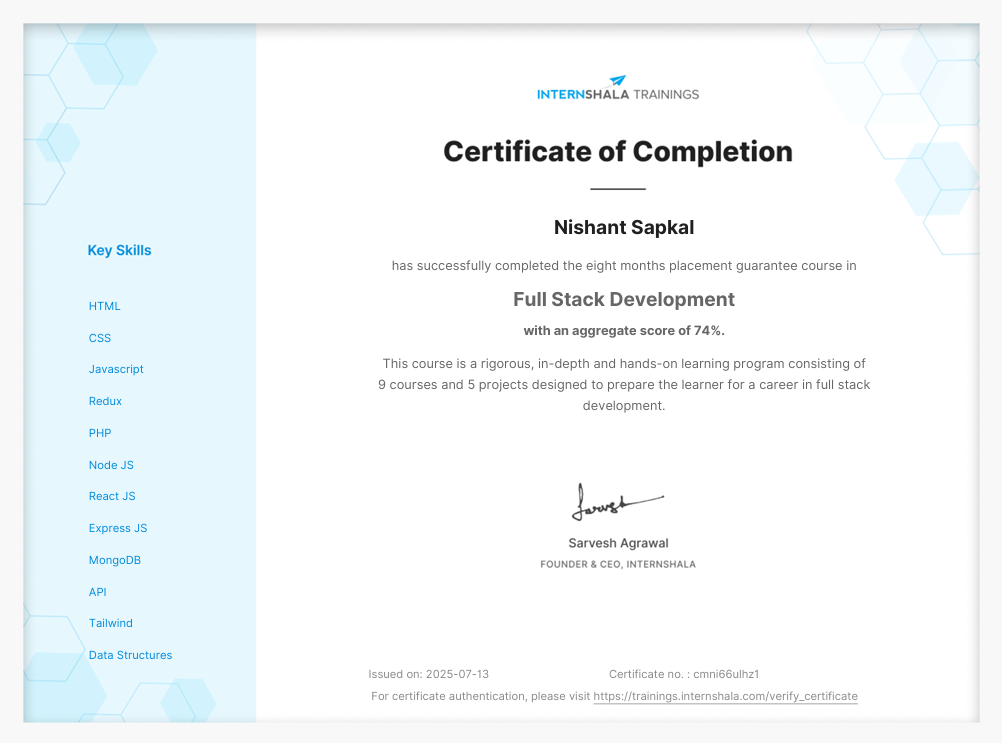 INTERNSHALA TRAININGS
Certificate of Completion
Nishant Sapkal
has successfully completed the eight months placement guarantee course in
Full Stack Development
with an aggregate score of 74%.
This course is a rigorous, in-depth and hands-on learning program consisting of
9 courses and 5 projects designed to prepare the learner for a career in full stack
development.
Key Skills
HTML
CSS
Javascript
Redux
PHP
Node JS
React JS
Express JS
MongoDB
API
Tailwind
Data Structures
Sarvesh
Sarvesh Agrawal
FOUNDER & CEO, INTERNSHALA
Issued on: 2025-07-13
Certificate no. : cmni66ulhz1
For certificate authentication, please visit https://trainings.internshala.com/verify_certificate